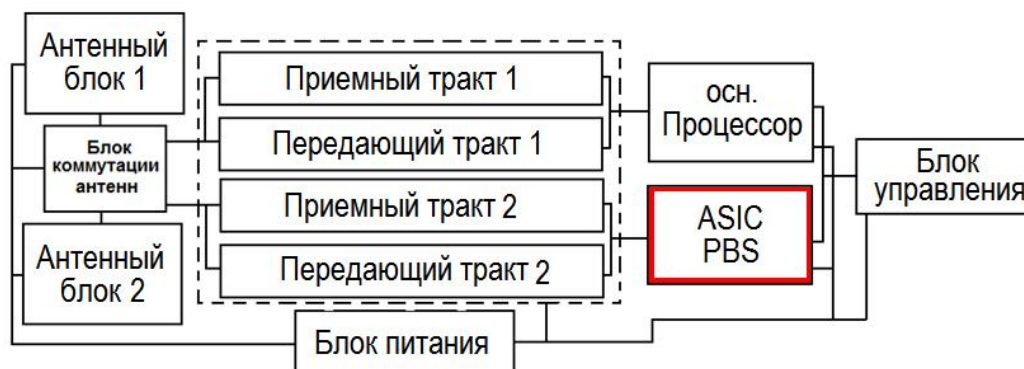 Антенный
блок 1
Блок
коммутации
антенн
Антенный
блок 2
Приемный тракт 1
Передающий тракт 1
Приемный тракт 2
Передающий тракт 2
Блок питания
осн.
Процессор
ASIC
PBS
Блок
управления